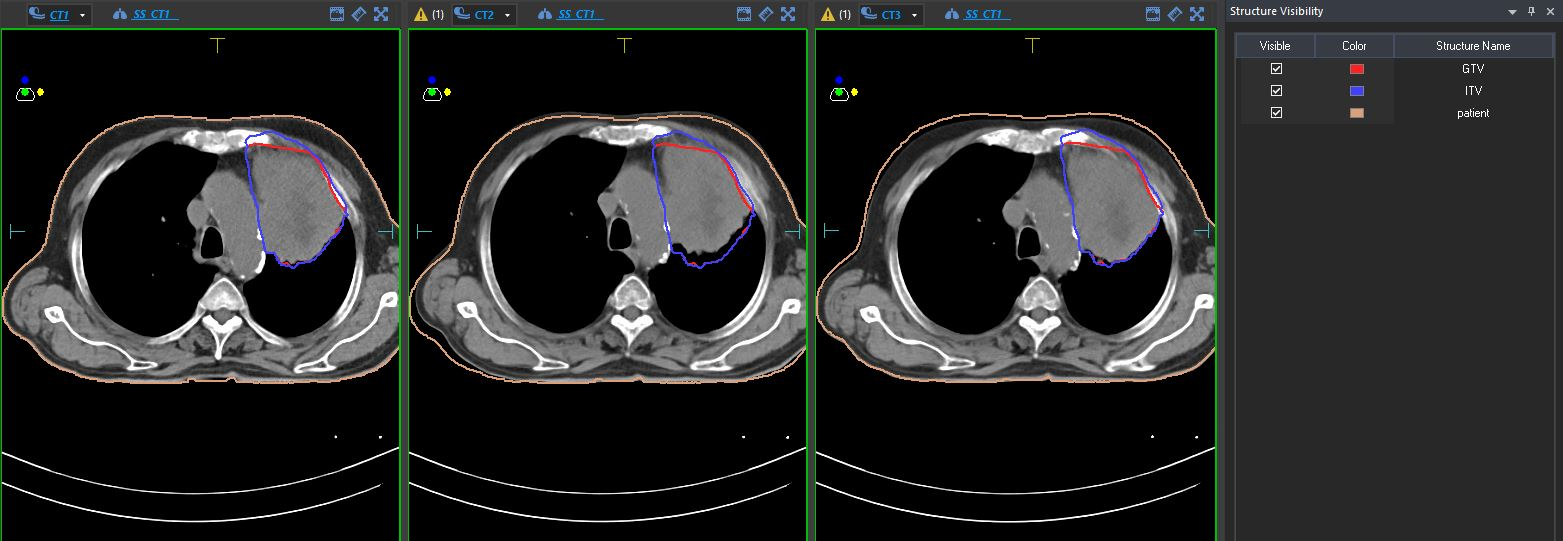 CT1 SS_CT1
(1) CT2 SS_CT1
(1) CT3 SS_CT1
Structure Visibility
Visible Color Structure Name
GTV
ITV
patient